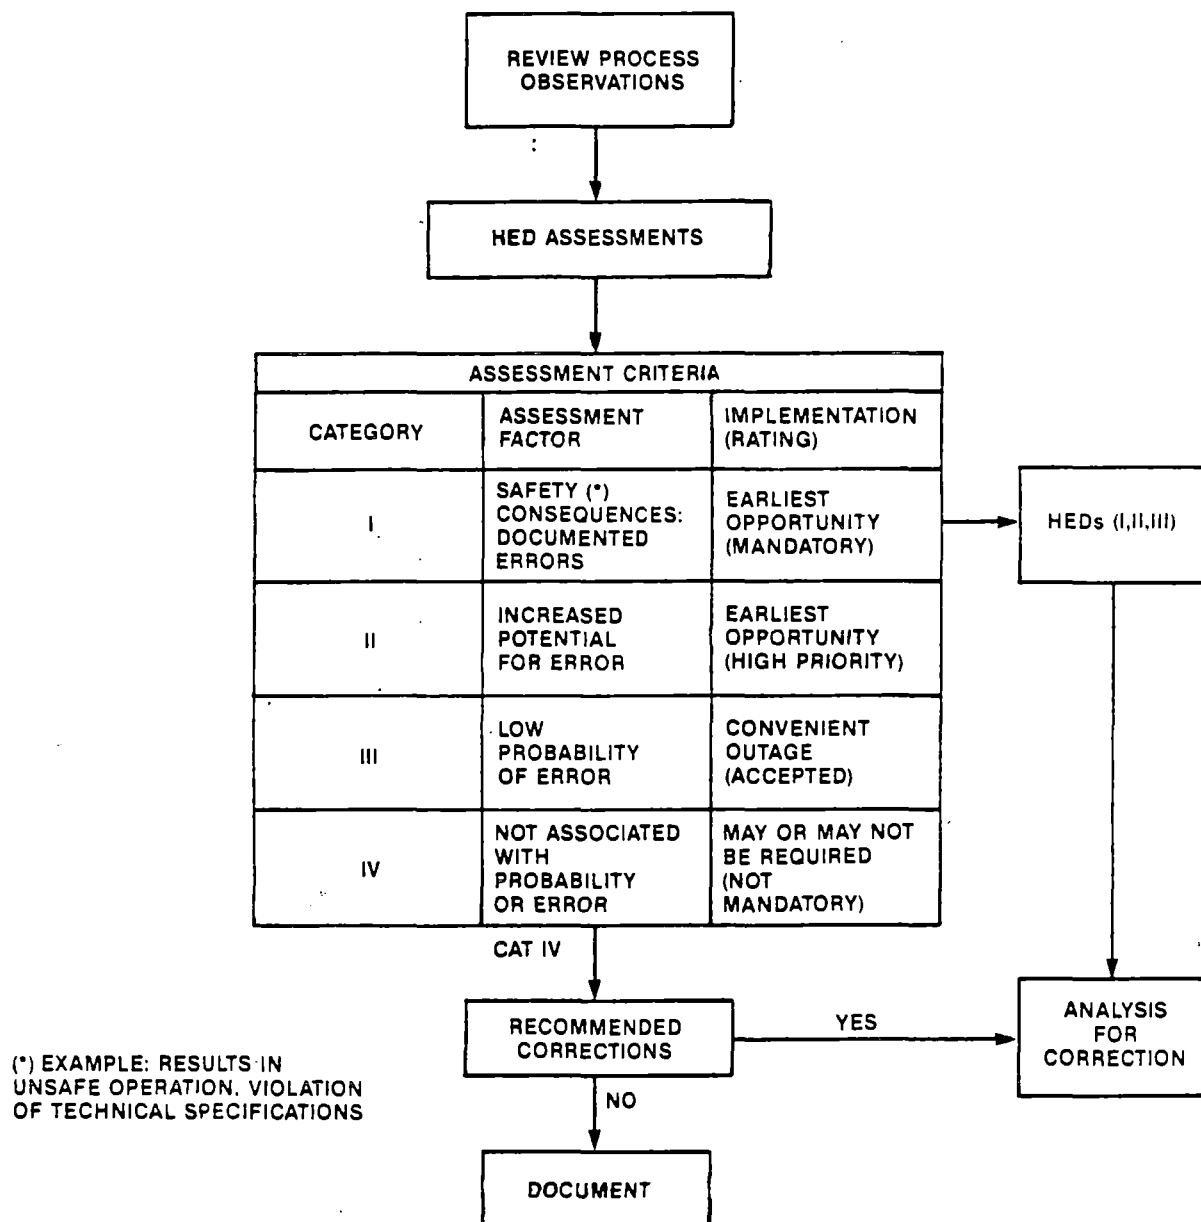 REVIEW PROCESS
OBSERVATIONS
HED ASSESSMENTS
ASSESSMENT CRITERIA
CATEGORY
ASSESSMENT
FACTOR
IMPLEMENTATION
(RATING)
I
SAFETY (*)
CONSEQUENCES:
DOCUMENTED
ERRORS
EARLIEST
OPPORTUNITY
(MANDATORY)
HEDs (I,II,III)
II
INCREASED
POTENTIAL
FOR ERROR
EARLIEST
OPPORTUNITY
(HIGH PRIORITY)
III
LOW
PROBABILITY
OF ERROR
CONVENIENT
OUTAGE
(ACCEPTED)
IV
NOT ASSOCIATED
WITH
PROBABILITY
OR ERROR
MAY OR MAY NOT
BE REQUIRED
(NOT
MANDATORY)
CAT IV
RECOMMENDED
CORRECTIONS
YES
ANALYSIS
FOR
CORRECTION
(*) EXAMPLE: RESULTS IN
UNSAFE OPERATION. VIOLATION
OF TECHNICAL SPECIFICATIONS
NO
DOCUMENT